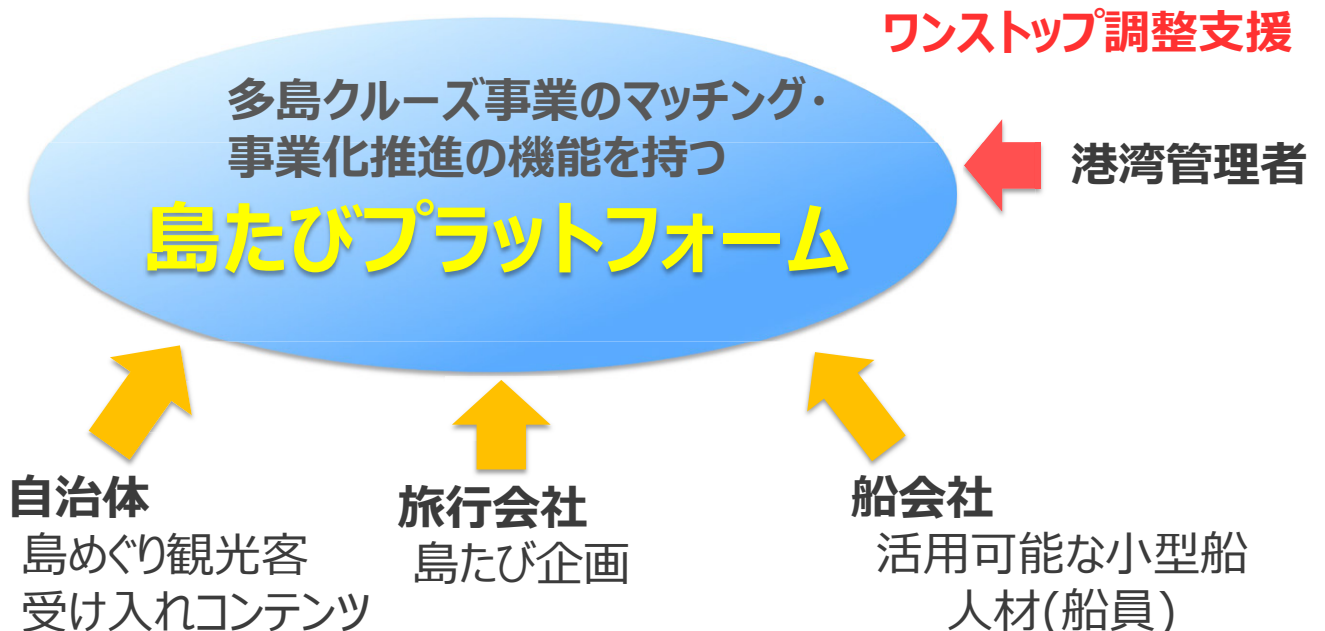 ワンストップ調整支援
多島クルーズ事業のマッチング・
事業化推進の機能を持つ
島たびプラットフォーム
港湾管理者
自治体
島めぐり観光客
受け入れコンテンツ
旅行会社
島たび企画
船会社
活用可能な小型船
人材(船員)